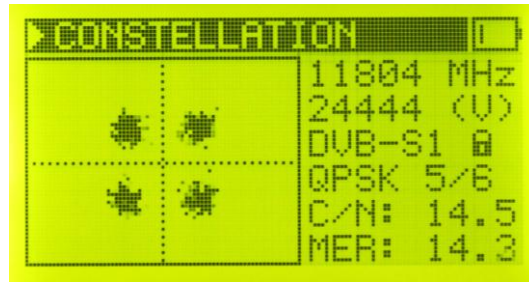 CONSTELLATION
11804 MHz
24444 (V)
DVB-S1
QPSK 5/6
C/N: 14.5
MER: 14.3